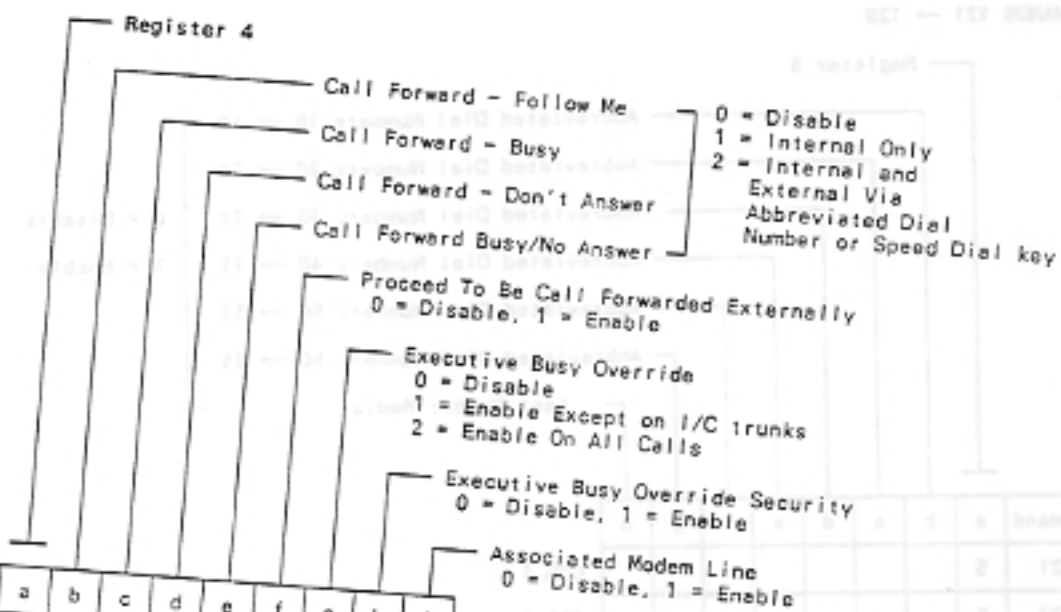 Register 4
Call Forward - Follow Me
Call Forward - Busy
Call Forward - Don't Answer
Call Forward Busy/No Answer
0 = Disable
1 = Internal Only
2 = Internal and
External Via
Abbreviated Dial
Number or Speed Dial key
Proceed To Be Call Forwarded Externally
0 = Disable, 1 = Enable
Executive Busy Override
0 = Disable
1 = Enable Except on I/C trunks
2 = Enable On All Calls
Executive Busy Override Security
0 = Disable, 1 = Enable
Associated Modem Line
0 = Disable, 1 = Enable
a b c d e f